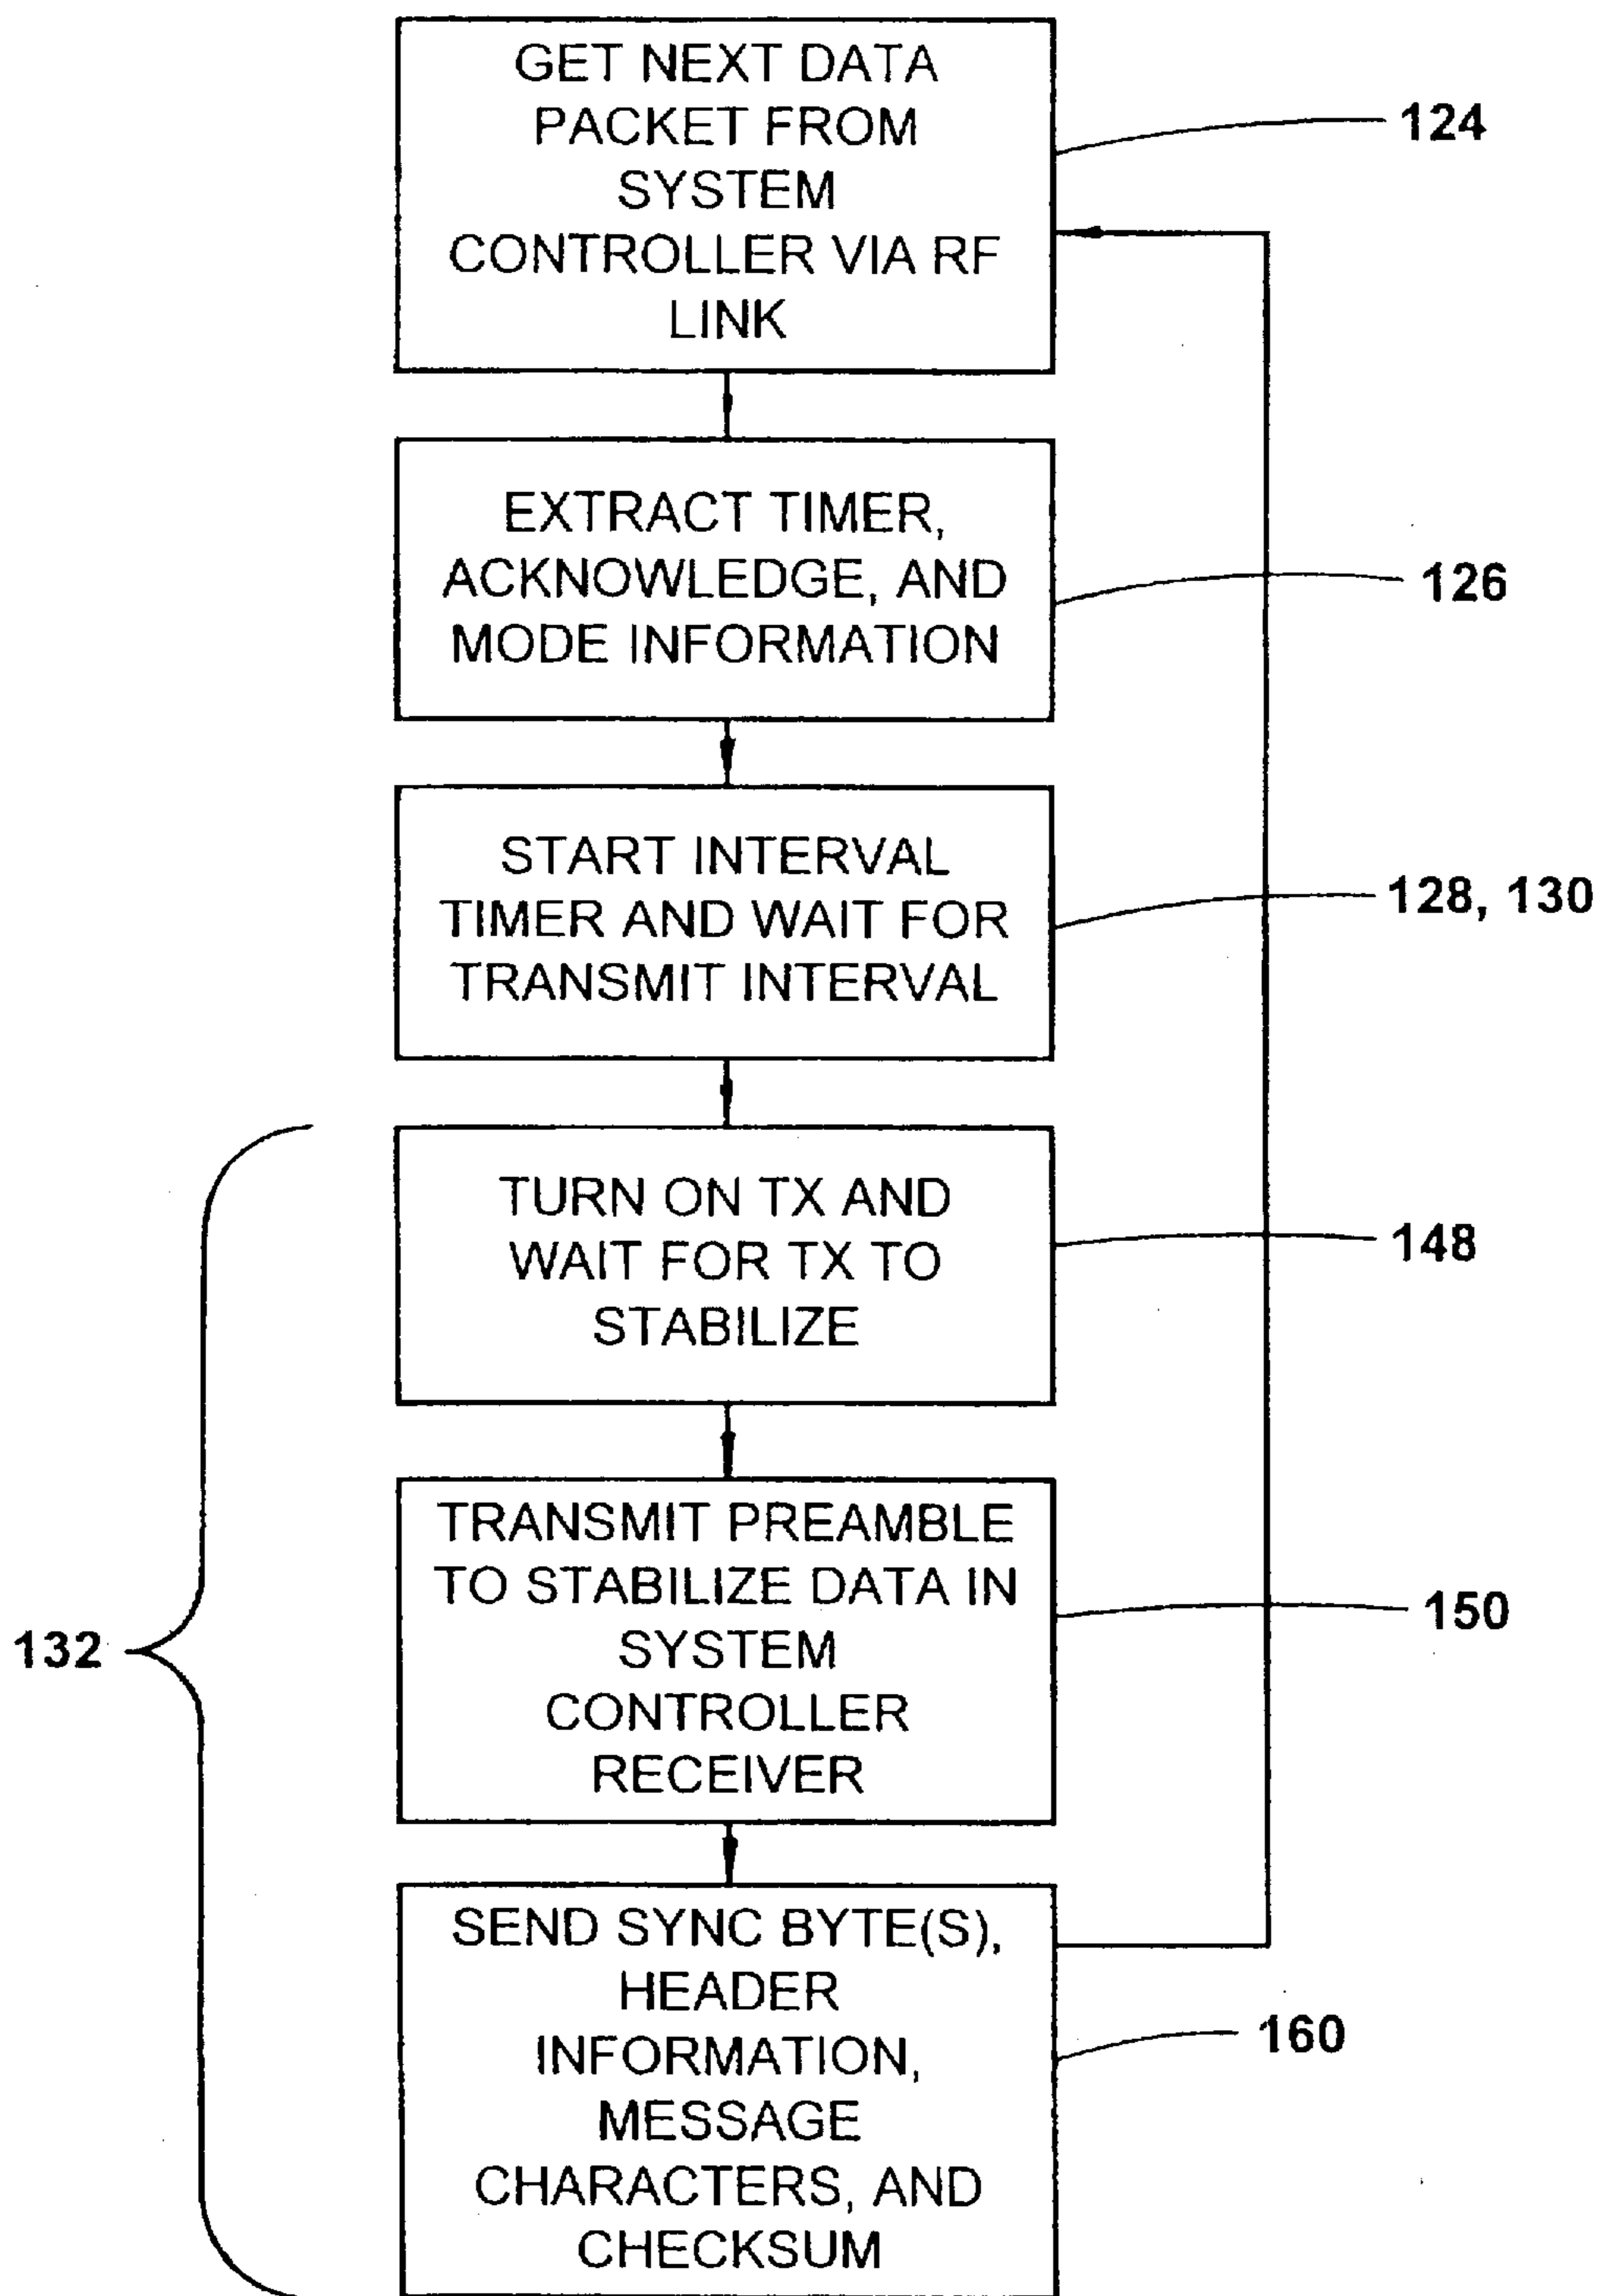 GET NEXT DATA
PACKET FROM
SYSTEM
CONTROLLER VIA RF
LINK
124
EXTRACT TIMER,
ACKNOWLEDGE, AND
MODE INFORMATION
126
START INTERVAL
TIMER AND WAIT FOR
TRANSMIT INTERVAL
128, 130
TURN ON TX AND
WAIT FOR TX TO
STABILIZE
148
132
TRANSMIT PREAMBLE
TO STABILIZE DATA IN
SYSTEM
CONTROLLER
RECEIVER
150
SEND SYNC BYTE(S),
HEADER
INFORMATION,
MESSAGE
CHARACTERS, AND
CHECKSUM
160